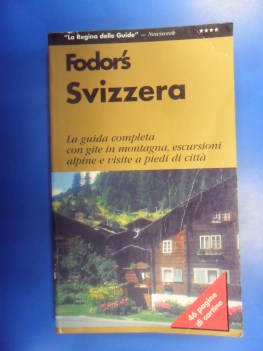 "La Regina delle Guide" — Newsweek
★★★★
Fodor's
Svizzera
La guida completa
con gite in montagna, escursioni
alpine e visite a piedi di città
46 pagine
di cartine